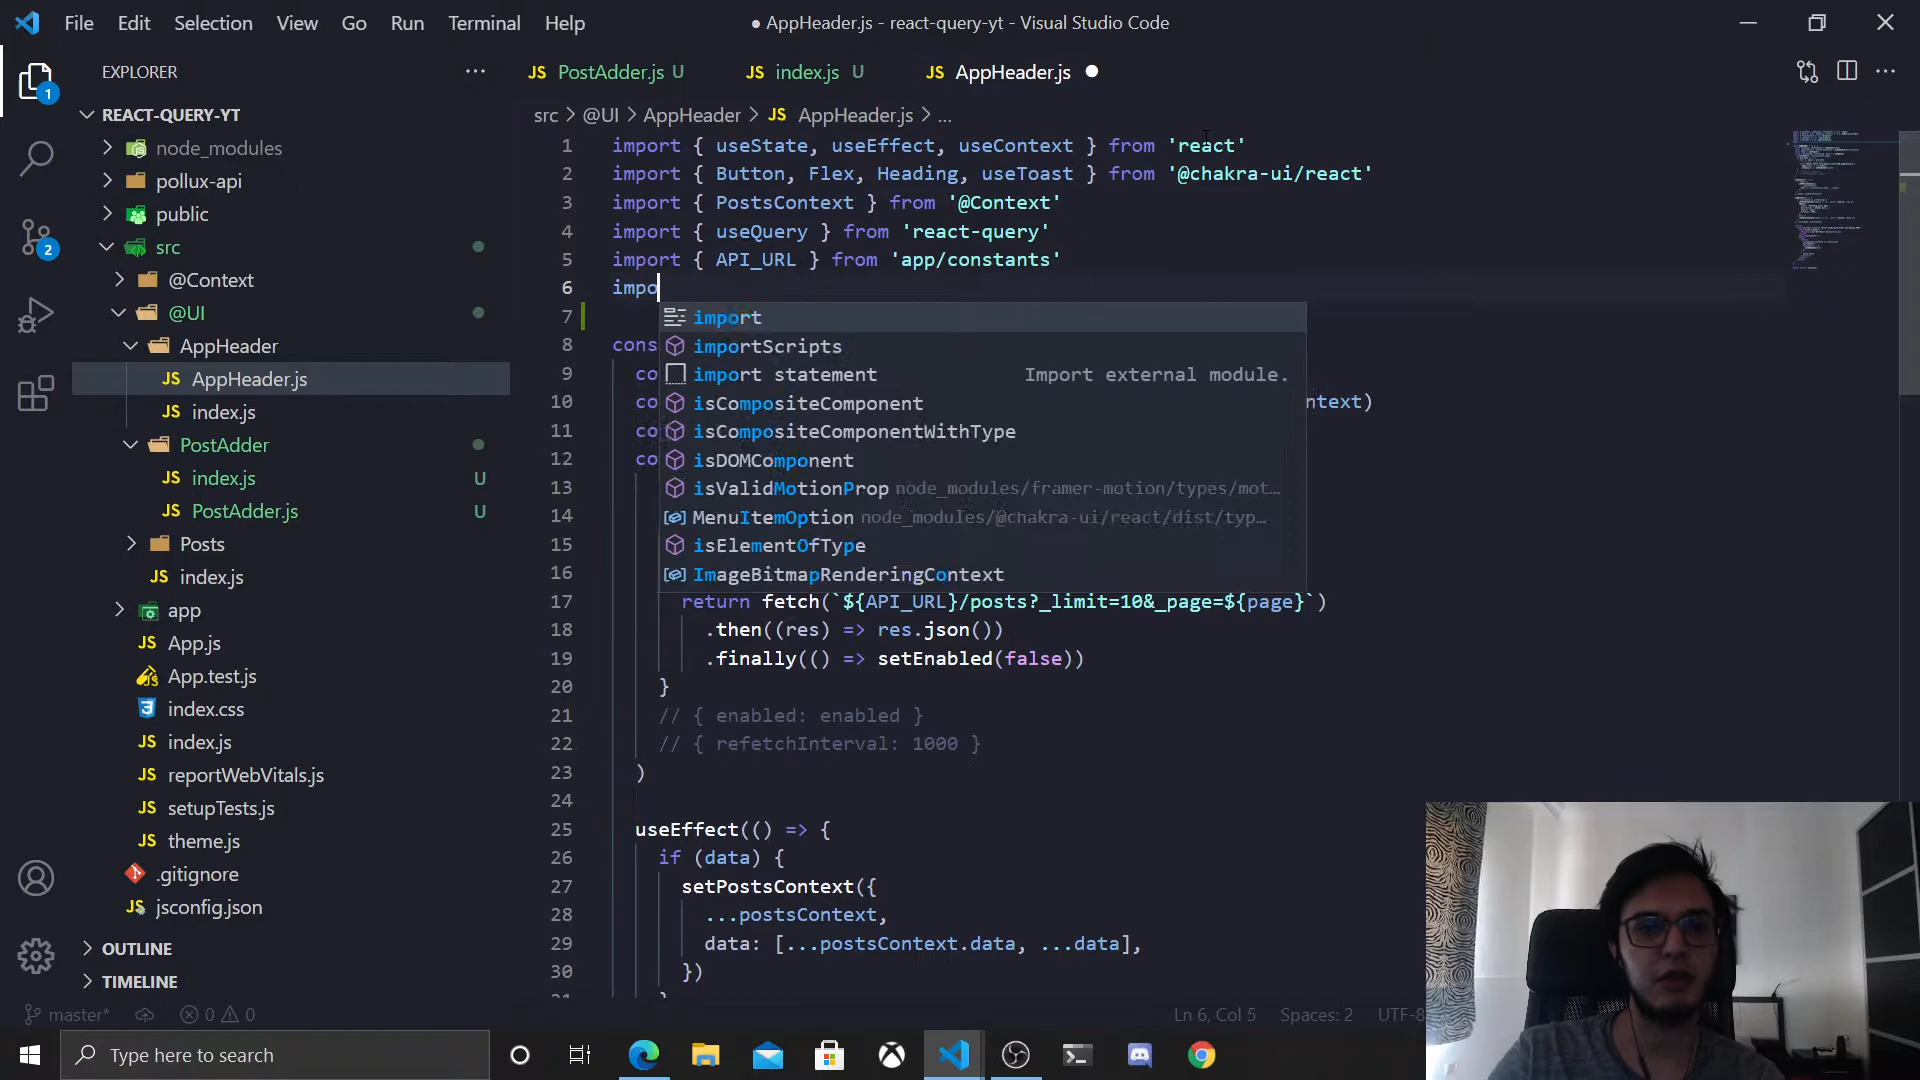 File Edit Selection View Go Run Terminal Help
● AppHeader.js - react-query-yt - Visual Studio Code
EXPLORER
JS PostAdder.js U JS index.js U JS AppHeader.js
REACT-QUERY-YT
node_modules
pollux-api
public
src
@Context
@UI
AppHeader
JS AppHeader.js
JS index.js
PostAdder
JS index.js U
JS PostAdder.js U
Posts
JS index.js
app
JS App.js
App.test.js
index.css
JS index.js
JS reportWebVitals.js
JS setupTests.js
JS theme.js
.gitignore
JS jsconfig.json
OUTLINE
TIMELINE
1
2
src > @UI > AppHeader > JS AppHeader.js > ...
1 import { useState, useEffect, useContext } from 'react'
2 import { Button, Flex, Heading, useToast } from '@chakra-ui/react'
3 import { PostsContext } from '@Context'
4 import { useQuery } from 'react-query'
5 import { API_URL } from 'app/constants'
6 impo
7
8 cons
9 co
10 co ntext)
11 co
12 co
13
14
15
16
import
importScripts
import statement Import external module.
isCompositeComponent
isCompositeComponentWithType
isDOMComponent
isValidMotionProp node_modules/framer-motion/types/mot...
MenuItemOption node_modules/@chakra-ui/react/dist/typ...
isElementOfType
ImageBitmapRenderingContext
17 return fetch(`${API_URL}/posts?_limit=10&_page=${page}`)
18 .then((res) => res.json())
19 .finally(() => setEnabled(false))
20 }
21 // { enabled: enabled }
22 // { refetchInterval: 1000 }
23 )
24
25 useEffect(() => {
26 if (data) {
27 setPostsContext({
28 ...postsContext,
29 data: [...postsContext.data, ...data],
30 })
master* 0 0 Ln 6, Col 5 Spaces: 2 UTF-8
Type here to search